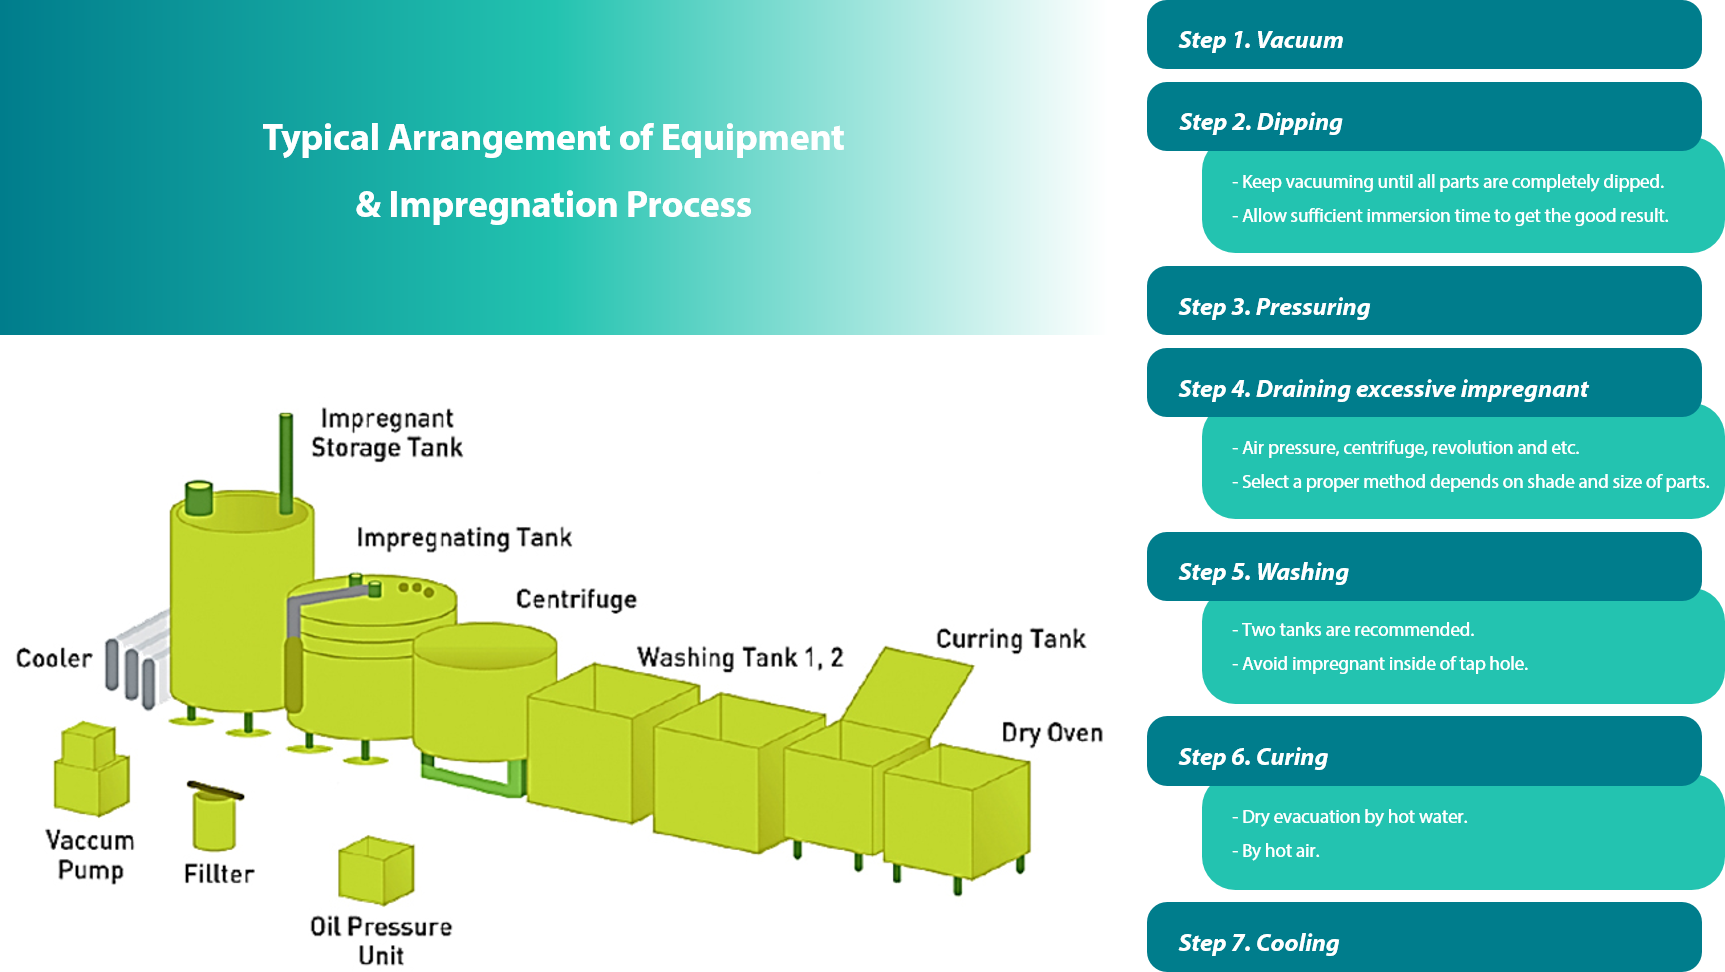 Typical Arrangement of Equipment
& Impregnation Process
Impregnant
Storage Tank
Impregnating Tank
Centrifuge
Cooler
Washing Tank 1, 2
Curring Tank
Dry Oven
Vaccum
Pump
Fillter
Oil Pressure
Unit
Step 1. Vacuum
Step 2. Dipping
- Keep vacuuming until all parts are completely dipped.
- Allow sufficient immersion time to get the good result.
Step 3. Pressuring
Step 4. Draining excessive impregnant
- Air pressure, centrifuge, revolution and etc.
- Select a proper method depends on shade and size of parts.
Step 5. Washing
- Two tanks are recommended.
- Avoid impregnant inside of tap hole.
Step 6. Curing
- Dry evacuation by hot water.
- By hot air.
Step 7. Cooling